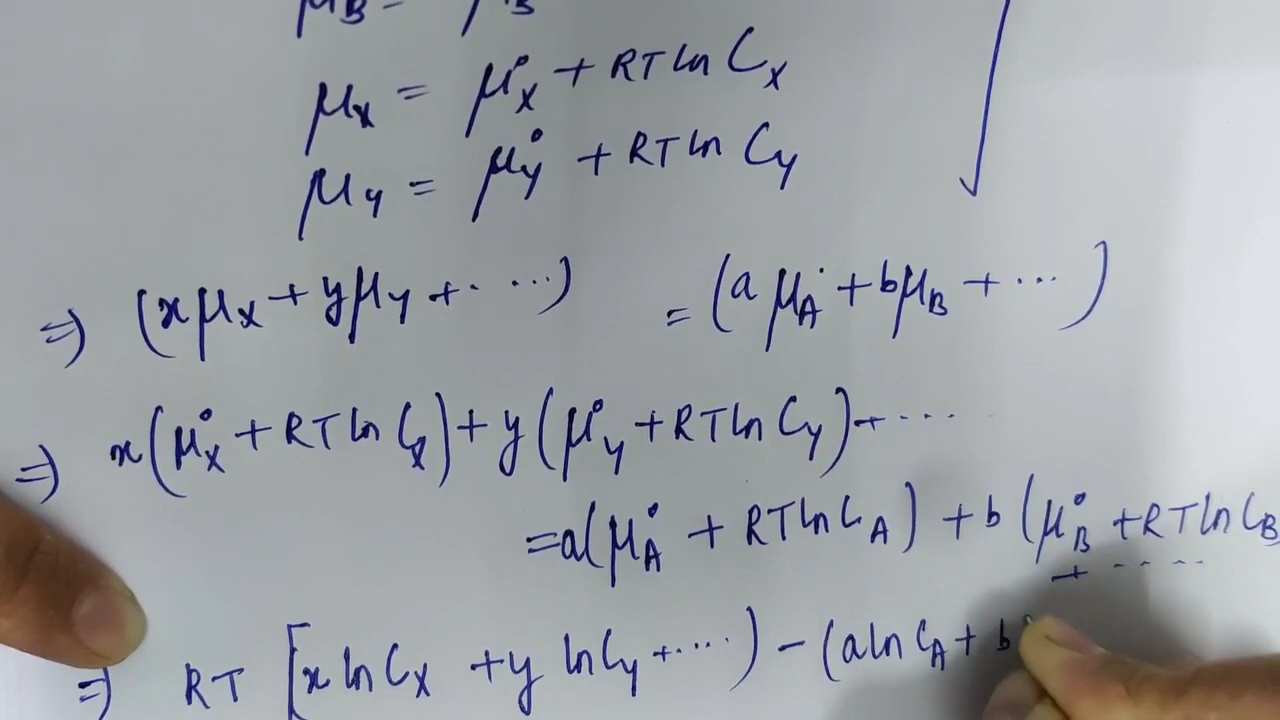 μB =
μX = μ°X + RT ln CX
μY = μ°Y + RT ln CY
⇒ (xμX + yμY + ....) = (aμA + bμB + ...)
⇒ x(μ°X + RT ln CX) + y(μ°Y + RT ln CY) + ....
= a(μ°A + RT ln CA) + b(μ°B + RT ln CB
+ .....
⇒ RT [x ln CX + y ln CY + ....) - (a ln CA + b